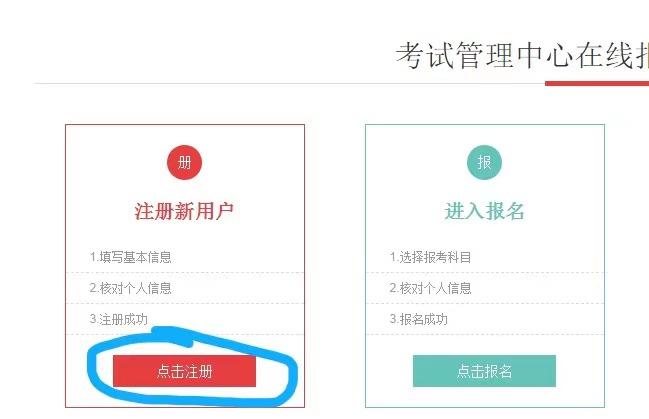 考试管理中心在线
册
注册新用户
1.填写基本信息
2.核对个人信息
3.注册成功
点击注册
报
进入报名
1.选择报考科目
2.核对个人信息
3.报名成功
点击报名